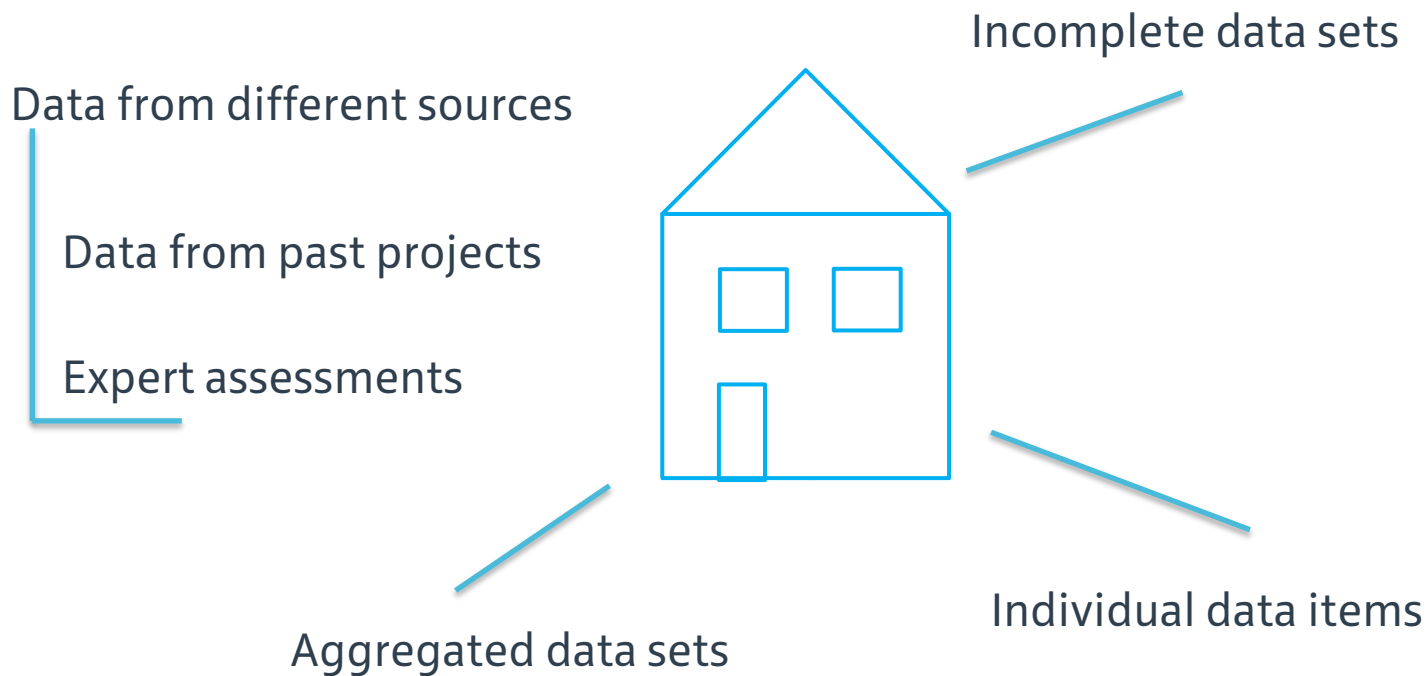 Incomplete data sets
Data from different sources
Data from past projects
Expert assessments
Individual data items
Aggregated data sets